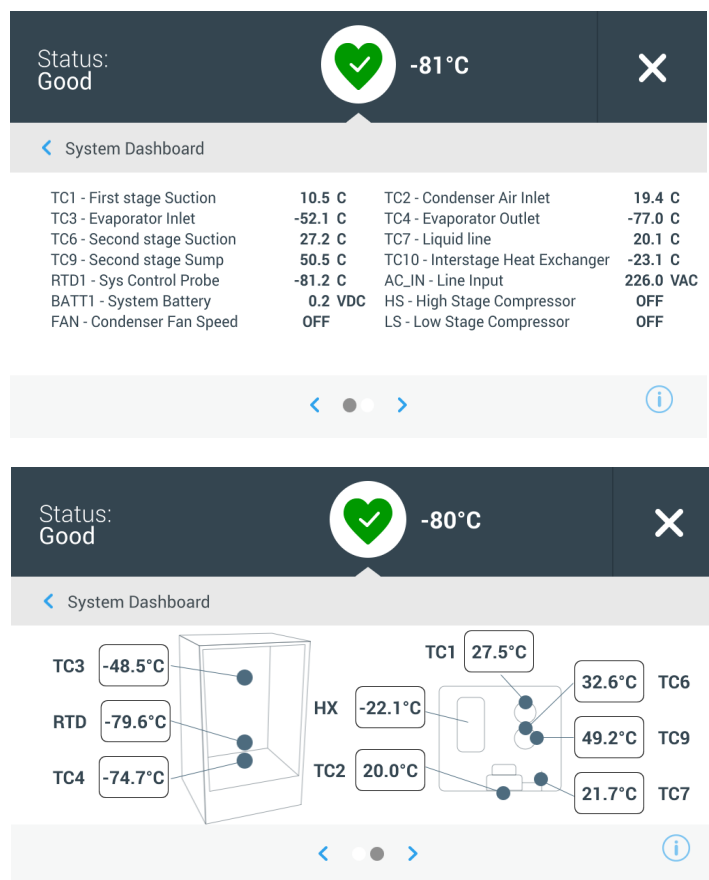 Status:
Good
-81°C
System Dashboard
TC1 - First stage Suction 10.5 C TC2 - Condenser Air Inlet 19.4 C
TC3 - Evaporator Inlet -52.1 C TC4 - Evaporator Outlet -77.0 C
TC6 - Second stage Suction 27.2 C TC7 - Liquid line 20.1 C
TC9 - Second stage Sump 50.5 C TC10 - Interstage Heat Exchanger -23.1 C
RTD1 - Sys Control Probe -81.2 C AC_IN - Line Input 226.0 VAC
BATT1 - System Battery 0.2 VDC HS - High Stage Compressor OFF
FAN - Condenser Fan Speed OFF LS - Low Stage Compressor OFF
i
Status:
Good
-80°C
System Dashboard
TC3 -48.5°C
RTD -79.6°C
TC4 -74.7°C
TC1 27.5°C
HX -22.1°C
TC2 20.0°C
32.6°C TC6
49.2°C TC9
21.7°C TC7
i